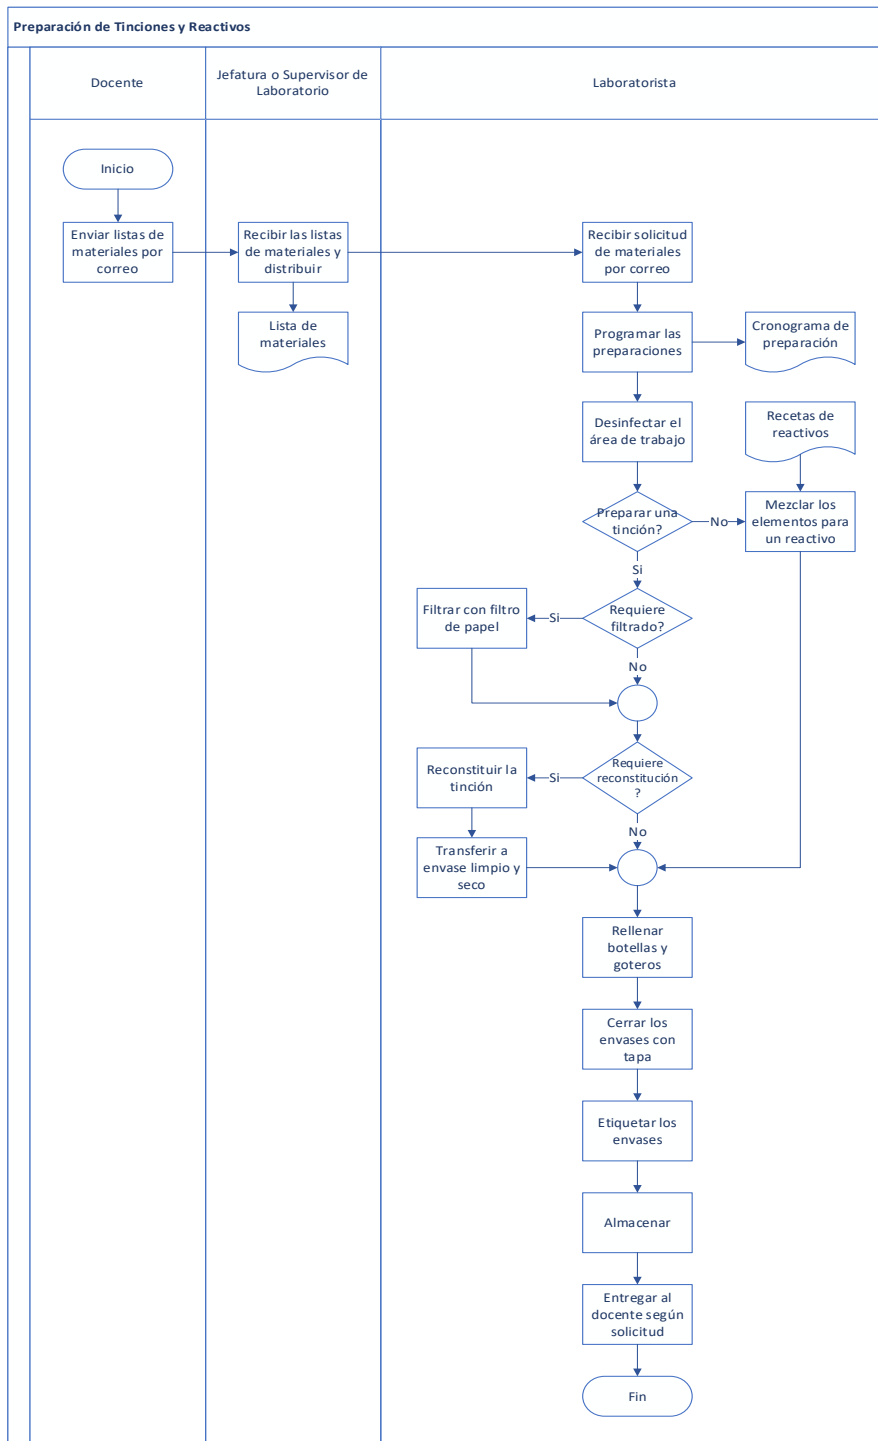 Preparación de Tinciones y Reactivos
Docente
Jefatura o Supervisor de
Laboratorio
Laboratorista
Inicio
Enviar listas de
materiales por
correo
Recibir las listas
de materiales y
distribuir
Recibir solicitud
de materiales
por correo
Lista de
materiales
Programar las
preparaciones
Cronograma de
preparación
Desinfectar el
área de trabajo
Recetas de
reactivos
Preparar una
tinción?
No
Mezclar los
elementos para
un reactivo
Si
Filtrar con filtro
de papel
Si
Requiere
filtrado?
No
Reconstituir la
tinción
Si
Requiere
reconstitución
?
No
Transferir a
envase limpio y
seco
Rellenar
botellas y
goteros
Cerrar los
envases con
tapa
Etiquetar los
envases
Almacenar
Entregar al
docente según
solicitud
Fin